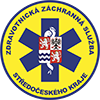 ZDRAVOTNICKÁ ZÁCHRANNÁ SLUŽBA
STŘEDOČESKÉHO KRAJE